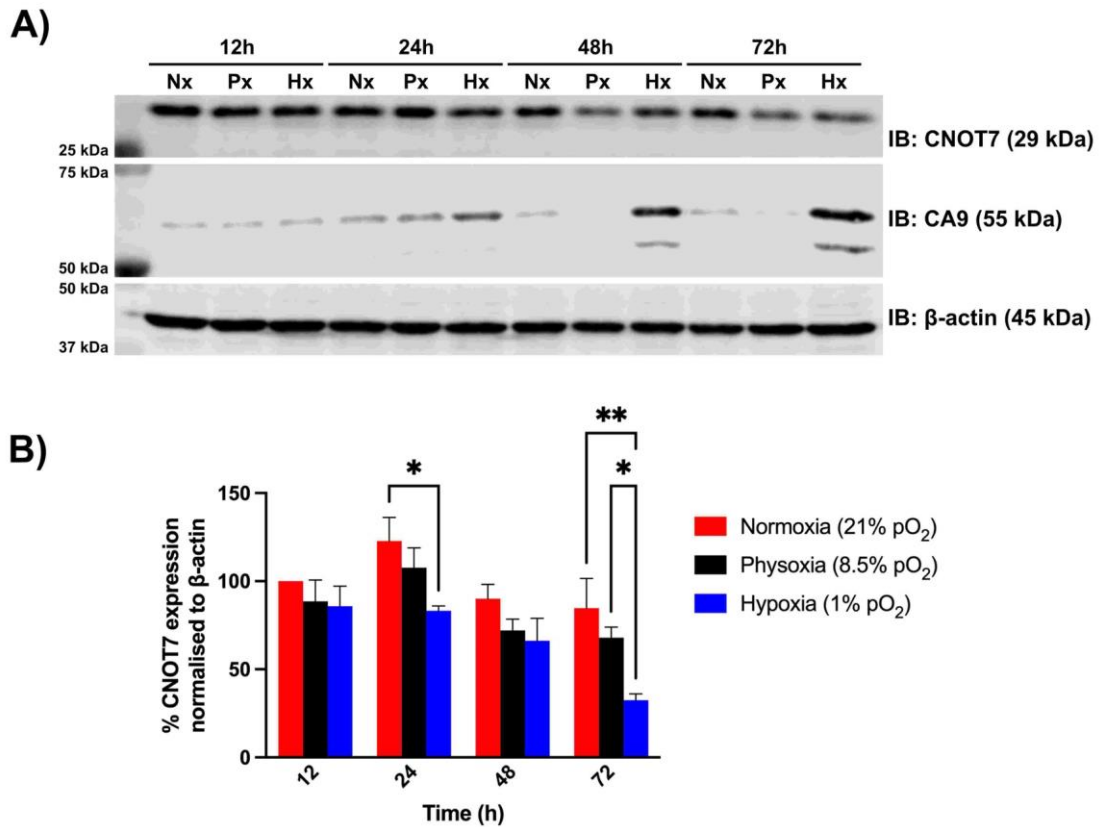 A)
12h 24h 48h 72h
Nx Px Hx Nx Px Hx Nx Px Hx Nx Px Hx
25 kDa
IB: CNOT7 (29 kDa)
75 kDa
IB: CA9 (55 kDa)
50 kDa
50 kDa
IB: β-actin (45 kDa)
37 kDa
B)
**
*
*
% CNOT7 expression
normalised to β-actin
150
100
50
0
12 24 48 72
Time (h)
Normoxia (21% pO₂)
Physoxia (8.5% pO₂)
Hypoxia (1% pO₂)